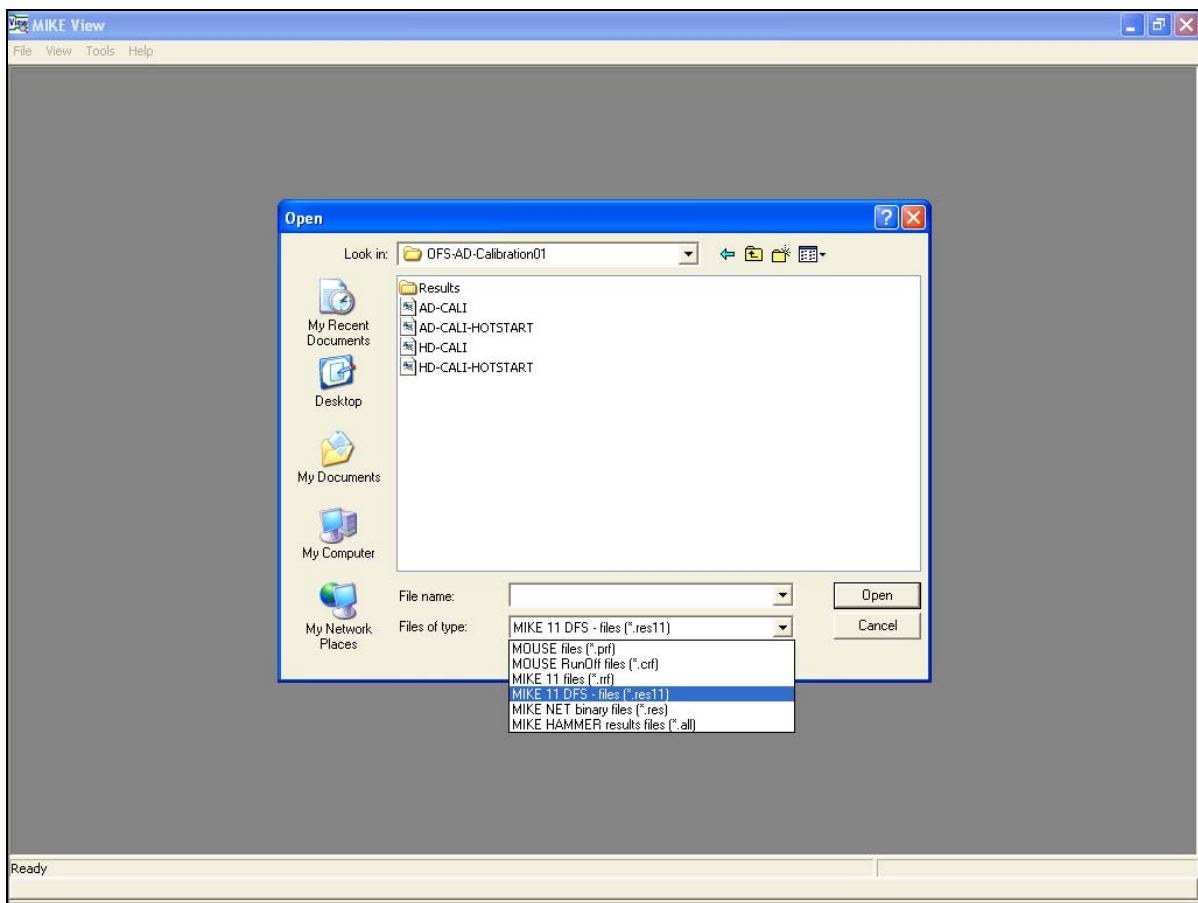 MIKE View
File View Tools Help
Open
Look in: OFS-AD-Calibration01
My Recent Documents
Desktop
My Documents
My Computer
My Network Places
Results
AD-CALI
AD-CALI-HOTSTART
HD-CALI
HD-CALI-HOTSTART
File name:
Open
Files of type: MIKE 11 DFS - files (*.res11)
Cancel
MOUSE files (*.prf)
MOUSE RunOff files (*.crf)
MIKE 11 files (*.rrf)
MIKE 11 DFS - files (*.res11)
MIKE NET binary files (*.res)
MIKE HAMMER results files (*.all)
Ready